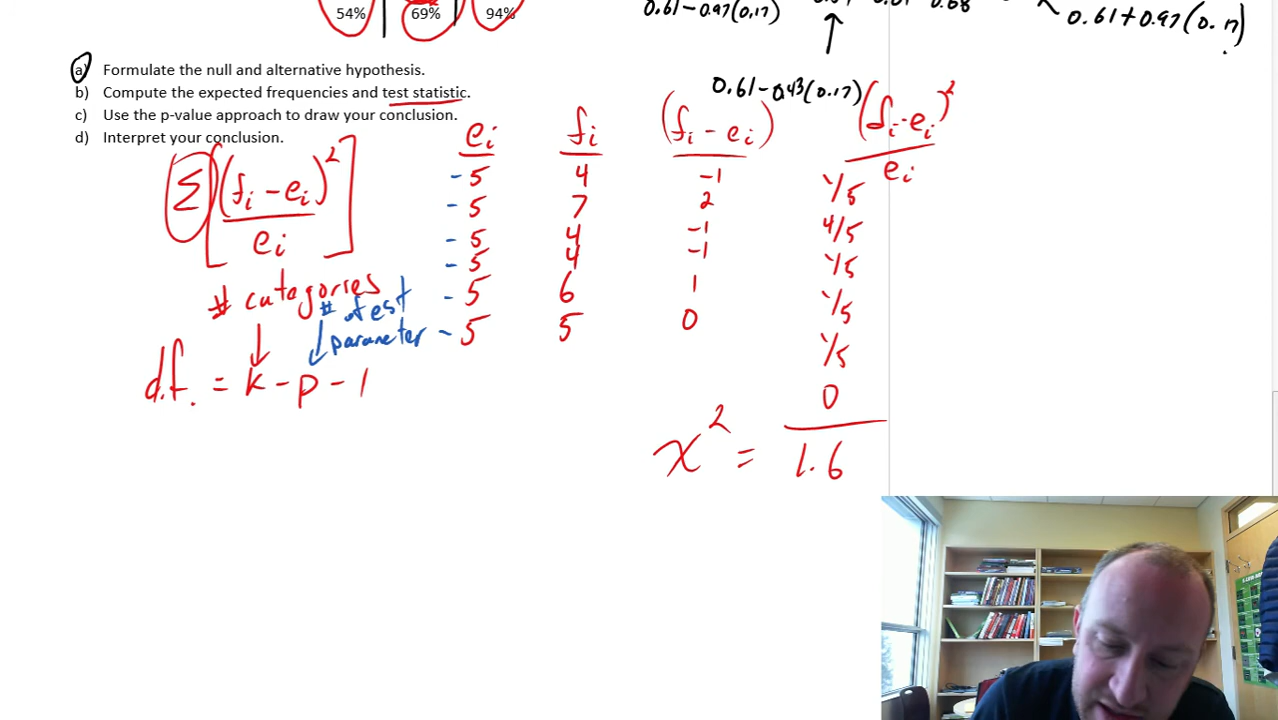 54% 69% 94%
0.61-0.97(0.17)
0.61+0.97(0.17)
a) Formulate the null and alternative hypothesis.
b) Compute the expected frequencies and test statistic.
c) Use the p-value approach to draw your conclusion.
d) Interpret your conclusion.
0.61-0.43(0.17)
Σ[(fi-ei)²/ei]
ei fi (fi-ei) (fi-ei)²/ei
-5 4 -1 1/5
-5 7 2 4/5
-5 4 -1 1/5
-5 4 -1 1/5
-5 6 1 1/5
-5 5 0 0
# categories
# test
parameter
d.f. = k-p-1
χ² = 1.6